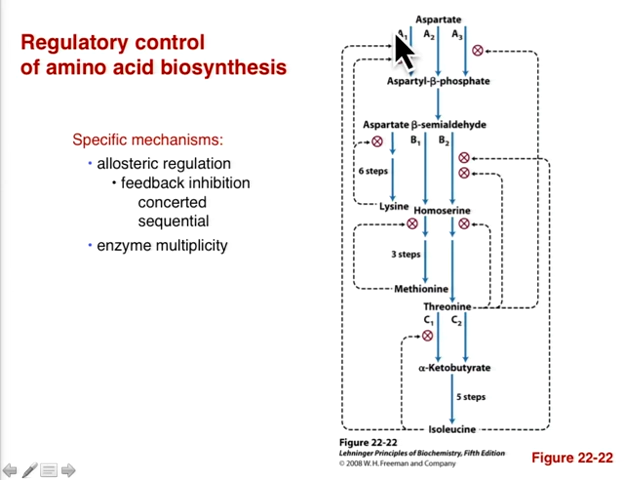 Regulatory control
of amino acid biosynthesis
Specific mechanisms:
• allosteric regulation
• feedback inhibition
concerted
sequential
• enzyme multiplicity
Aspartate
A1 A2 A3
Aspartyl-β-phosphate
Aspartate β-semialdehyde
B1 B2
6 steps
Lysine
Homoserine
3 steps
Methionine
Threonine
C1 C2
α-Ketobutyrate
5 steps
Isoleucine
Figure 22-22
Lehninger Principles of Biochemistry, Fifth Edition
© 2008 W. H. Freeman and Company
Figure 22-22